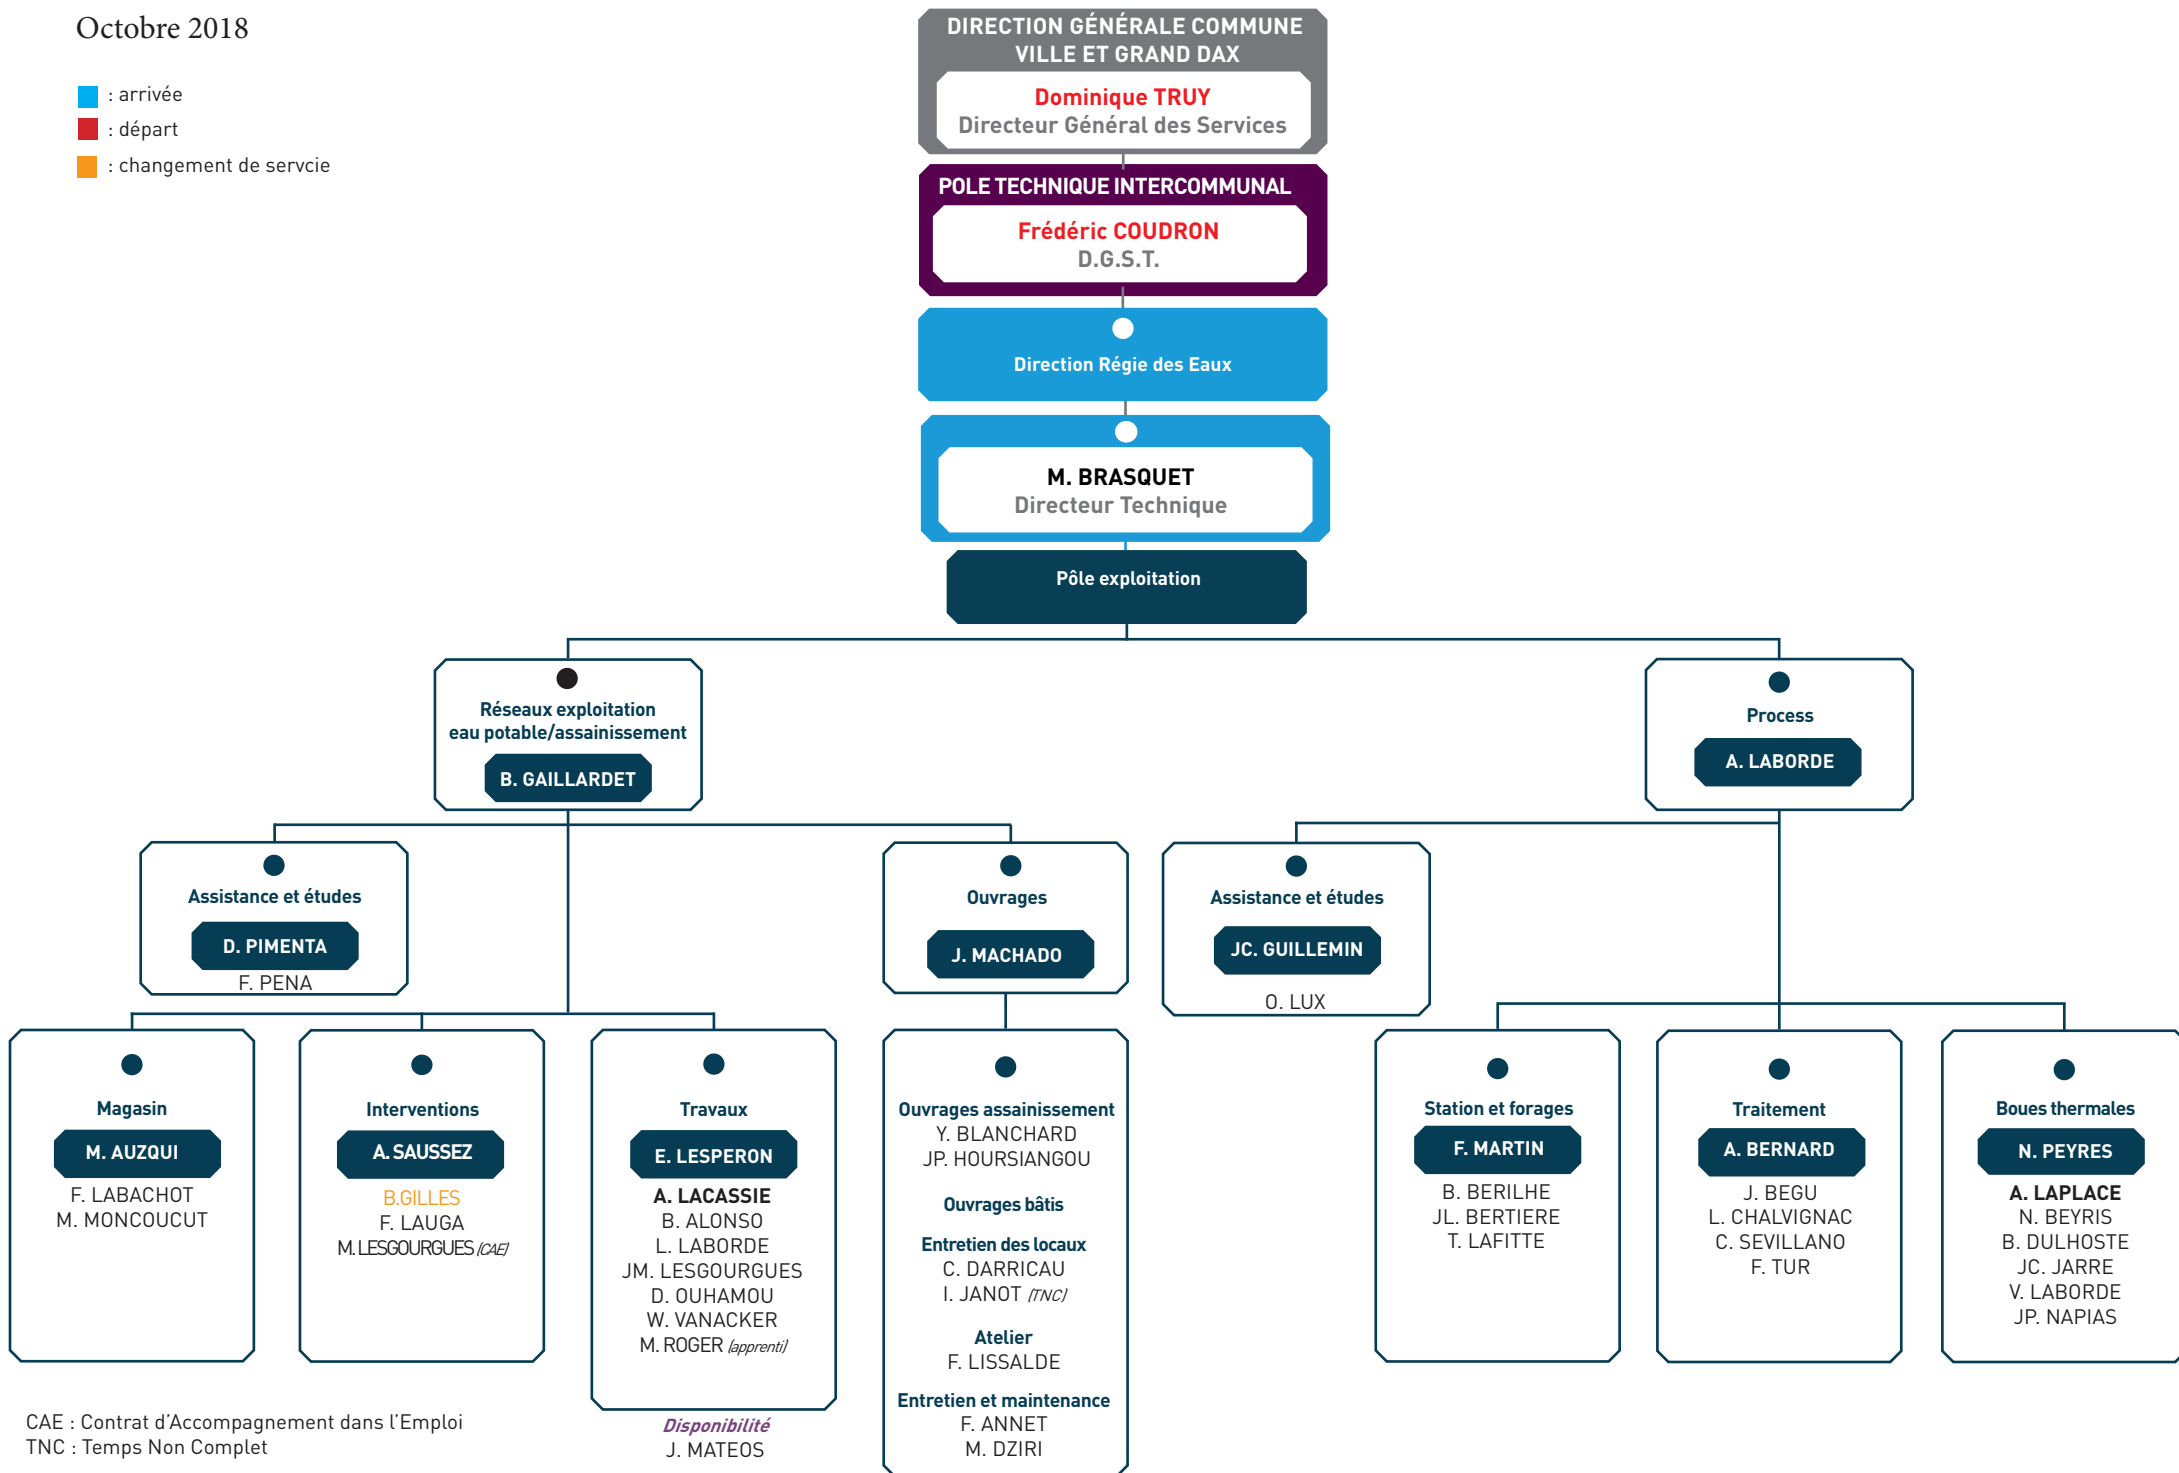 Octobre 2018
: arrivée
: départ
: changement de servcie
DIRECTION GÉNÉRALE COMMUNE
VILLE ET GRAND DAX
Dominique TRUY
Directeur Général des Services
POLE TECHNIQUE INTERCOMMUNAL
Frédéric COUDRON
D.G.S.T.
Direction Régie des Eaux
M. BRASQUET
Directeur Technique
Pôle exploitation
Réseaux exploitation
eau potable/assainissement
B. GAILLARDET
Process
A. LABORDE
Assistance et études
D. PIMENTA
F. PENA
Ouvrages
J. MACHADO
Assistance et études
JC. GUILLEMIN
O. LUX
Magasin
M. AUZQUI
F. LABACHOT
M. MONCOUCUT
Interventions
A. SAUSSEZ
B.GILLES
F. LAUGA
M. LESGOURGUES (CAE)
Travaux
E. LESPERON
A. LACASSIE
B. ALONSO
L. LABORDE
JM. LESGOURGUES
D. OUHAMOU
W. VANACKER
M. ROGER (apprenti)
Disponibilité
J. MATEOS
Ouvrages assainissement
Y. BLANCHARD
JP. HOURSIANGOU
Ouvrages bâtis
Entretien des locaux
C. DARRICAU
I. JANOT (TNC)
Atelier
F. LISSALDE
Entretien et maintenance
F. ANNET
M. DZIRI
Station et forages
F. MARTIN
B. BERILHE
JL. BERTIERE
T. LAFITTE
Traitement
A. BERNARD
J. BEGU
L. CHALVIGNAC
C. SEVILLANO
F. TUR
Boues thermales
N. PEYRES
A. LAPLACE
N. BEYRIS
B. DULHOSTE
JC. JARRE
V. LABORDE
JP. NAPIAS
CAE : Contrat d'Accompagnement dans l'Emploi
TNC : Temps Non Complet